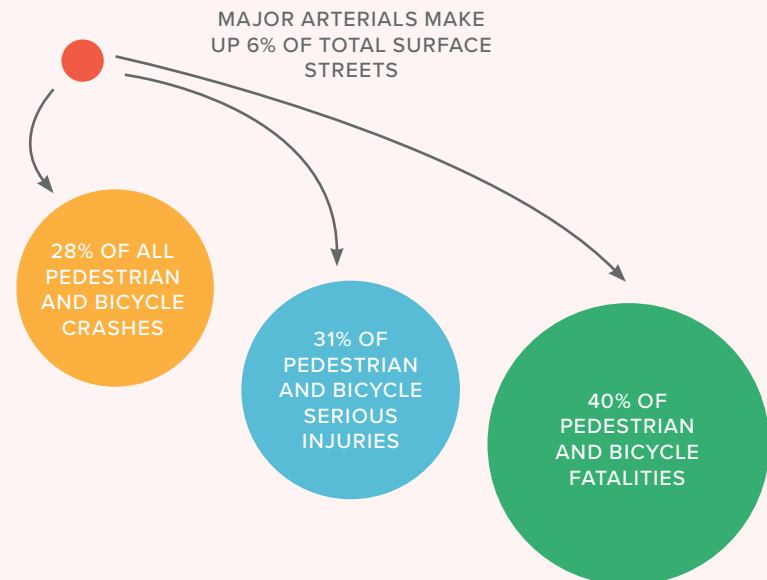 MAJOR ARTERIALS MAKE
UP 6% OF TOTAL SURFACE
STREETS
28% OF ALL
PEDESTRIAN
AND BICYCLE
CRASHES
31% OF
PEDESTRIAN
AND BICYCLE
SERIOUS
INJURIES
40% OF
PEDESTRIAN
AND BICYCLE
FATALITIES